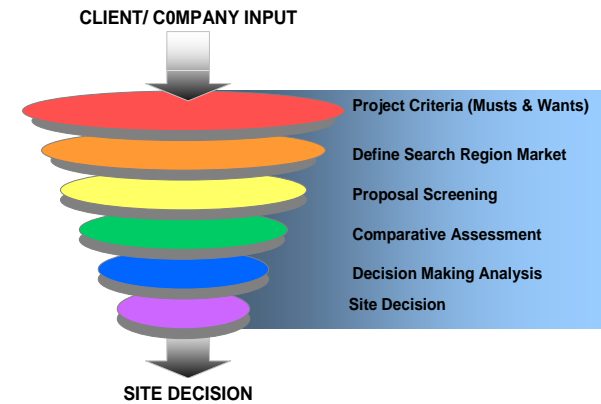 CLIENT/ C0MPANY INPUT
Project Criteria (Musts & Wants)
Define Search Region Market
Proposal Screening
Comparative Assessment
Decision Making Analysis
Site Decision
SITE DECISION